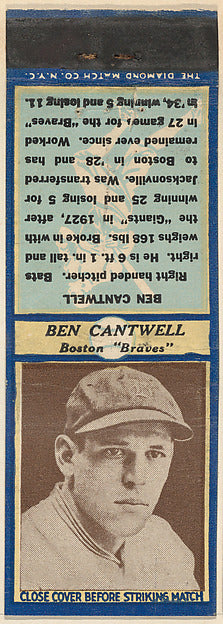 THE DIAMOND MATCH CO. N.Y.C.
BEN CANTWELL
Right handed pitcher. Bats
right. He is 6 ft. 1 in. tall and
weighs 168 lbs. Broke in with
the "Giants" in 1927, after
winning 25 and losing 5 for
Jacksonville. Was transferred
to Boston in '28 and has
remained ever since. Worked
in 27 games for the "Braves"
in '34, winning 5 and losing 11.
BEN CANTWELL
Boston "Braves"
CLOSE COVER BEFORE STRIKING MATCH